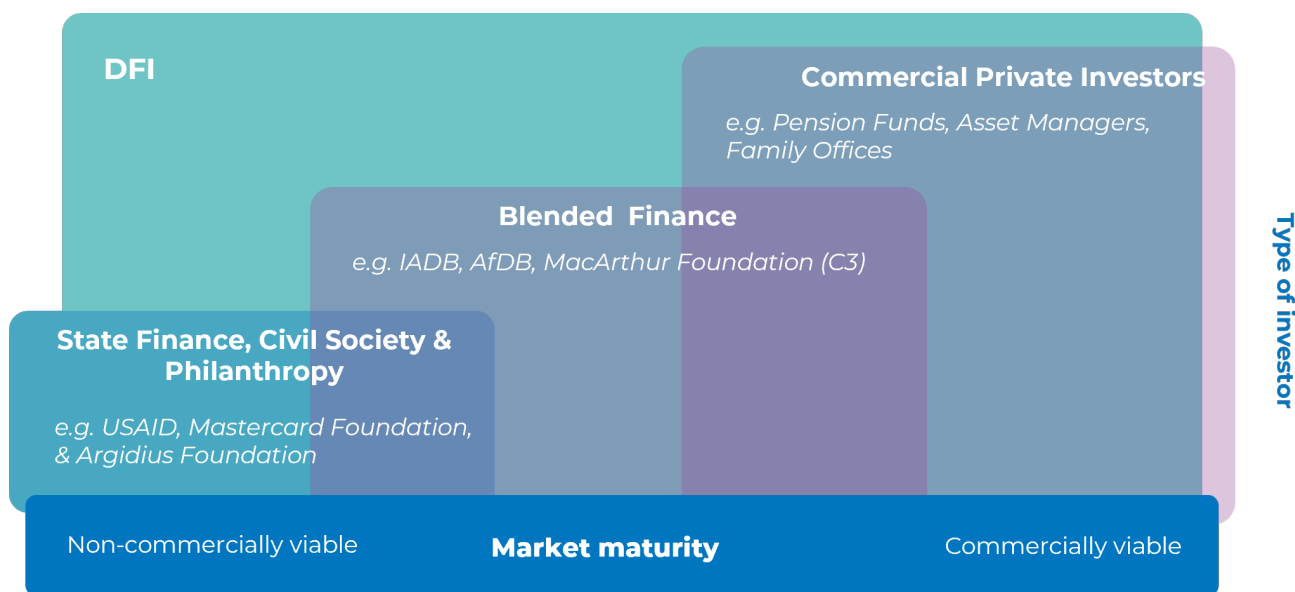 DFI
Commercial Private Investors
e.g. Pension Funds, Asset Managers,
Family Offices
Blended Finance
e.g. IADB, AfDB, MacArthur Foundation (C3)
State Finance, Civil Society &
Philanthropy
e.g. USAID, Mastercard Foundation,
& Argidius Foundation
Type of investor
Non-commercially viable
Market maturity
Commercially viable